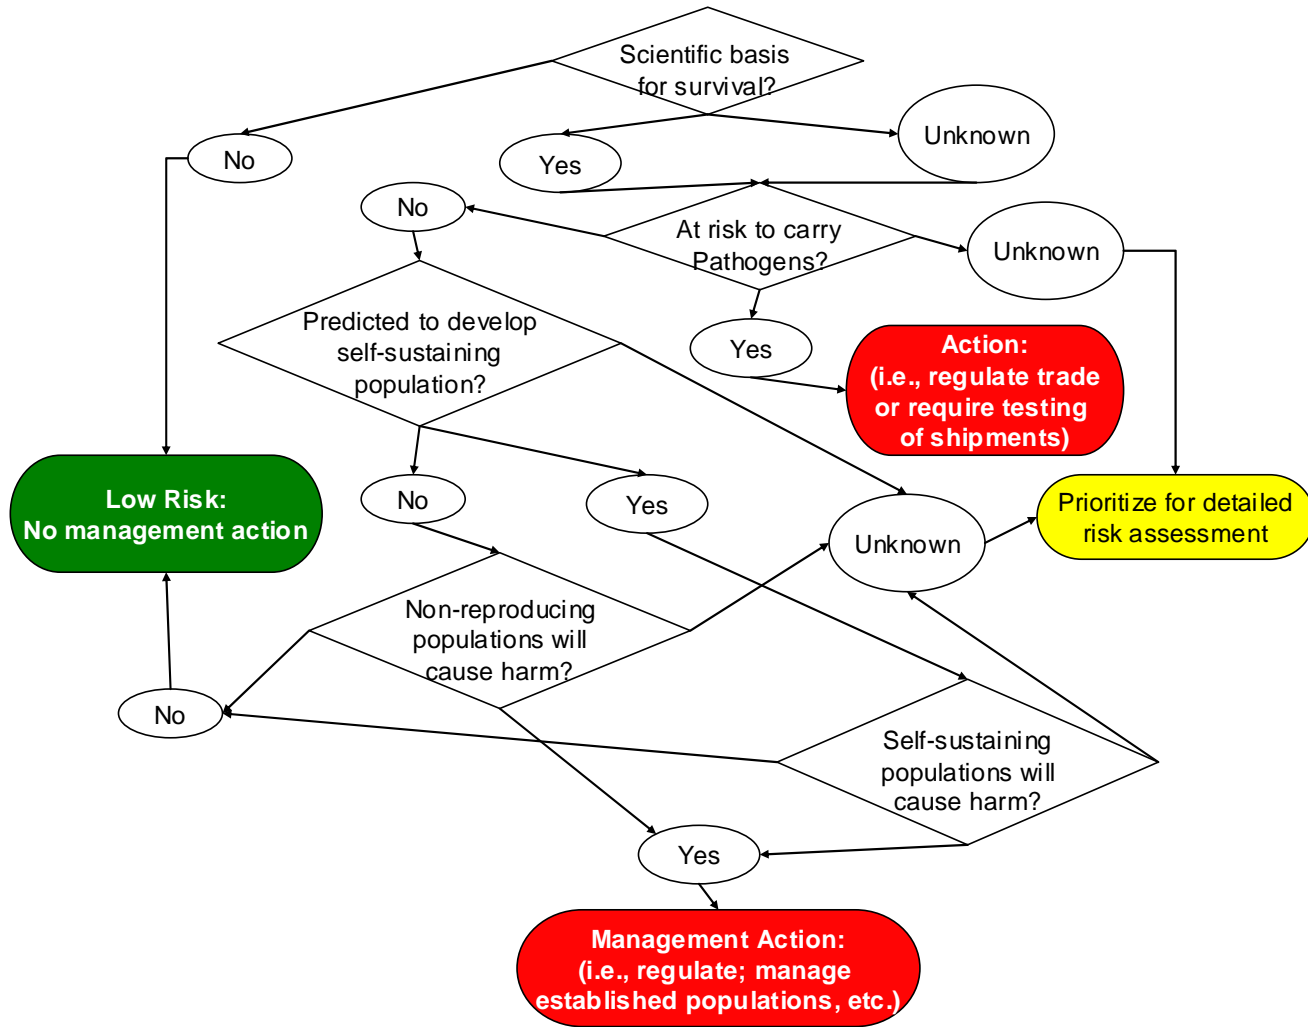 Scientific basis
for survival?
No
Yes
Unknown
No
At risk to carry
Pathogens?
Unknown
Predicted to develop
self-sustaining
population?
Yes
Action:
(i.e., regulate trade
or require testing
of shipments)
Low Risk:
No management action
No
Yes
Unknown
Prioritize for detailed
risk assessment
Non-reproducing
populations will
cause harm?
No
Self-sustaining
populations will
cause harm?
Yes
Management Action:
(i.e., regulate; manage
established populations, etc.)